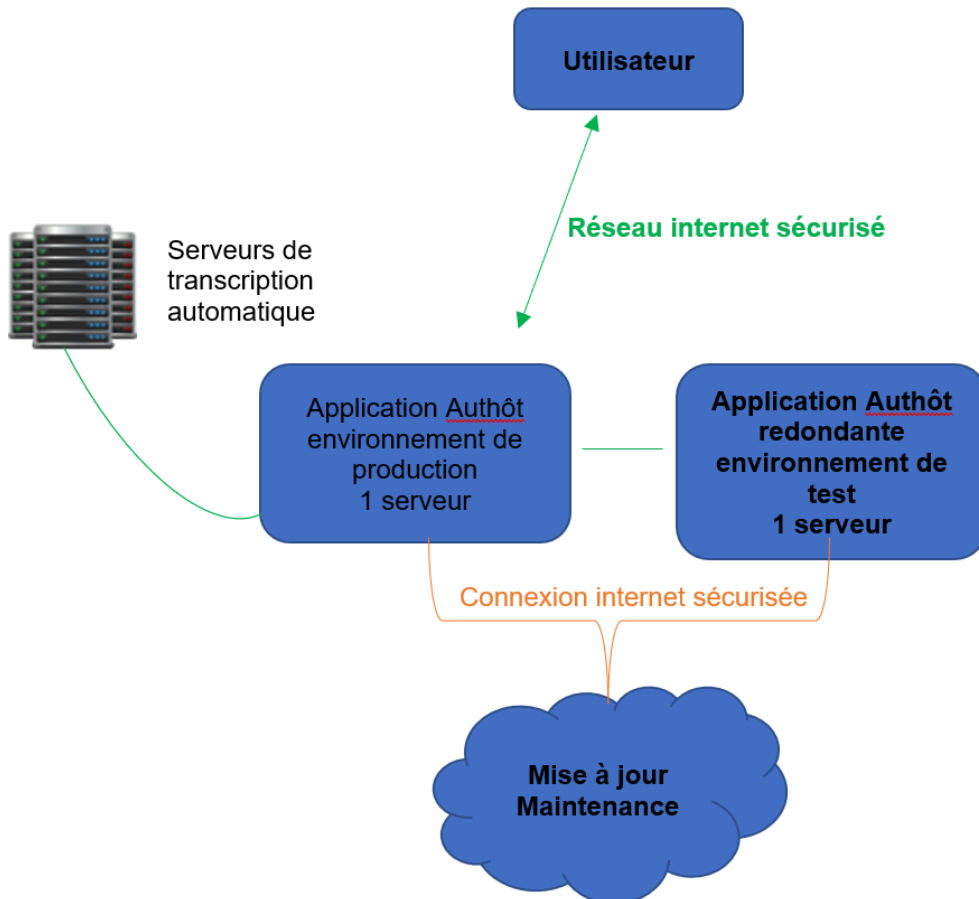 Utilisateur
Réseau internet sécurisé
Serveurs de
transcription
automatique
Application Authôt
environnement de
production
1 serveur
Application Authôt
redondante
environnement de
test
1 serveur
Connexion internet sécurisée
Mise à jour
Maintenance